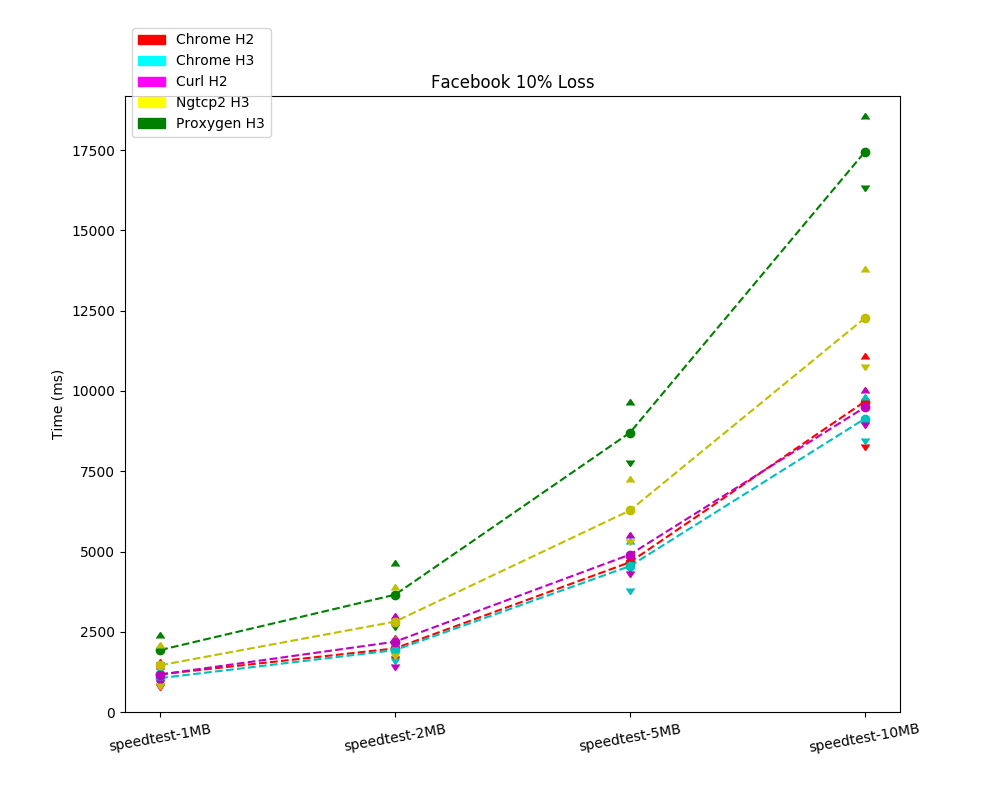 Chrome H2
Chrome H3
Curl H2
Ngtcp2 H3
Proxygen H3
Facebook 10% Loss
Time (ms)
17500
15000
12500
10000
7500
5000
2500
0
speedtest-1MB
speedtest-2MB
speedtest-5MB
speedtest-10MB